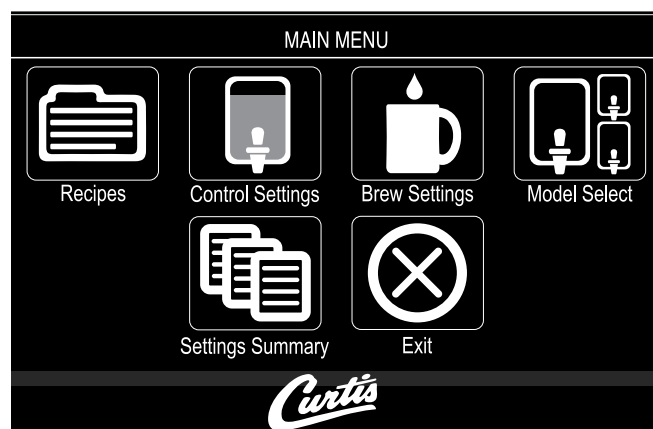 MAIN MENU
Recipes
Control Settings
Brew Settings
Model Select
Settings Summary
Exit
Curtis